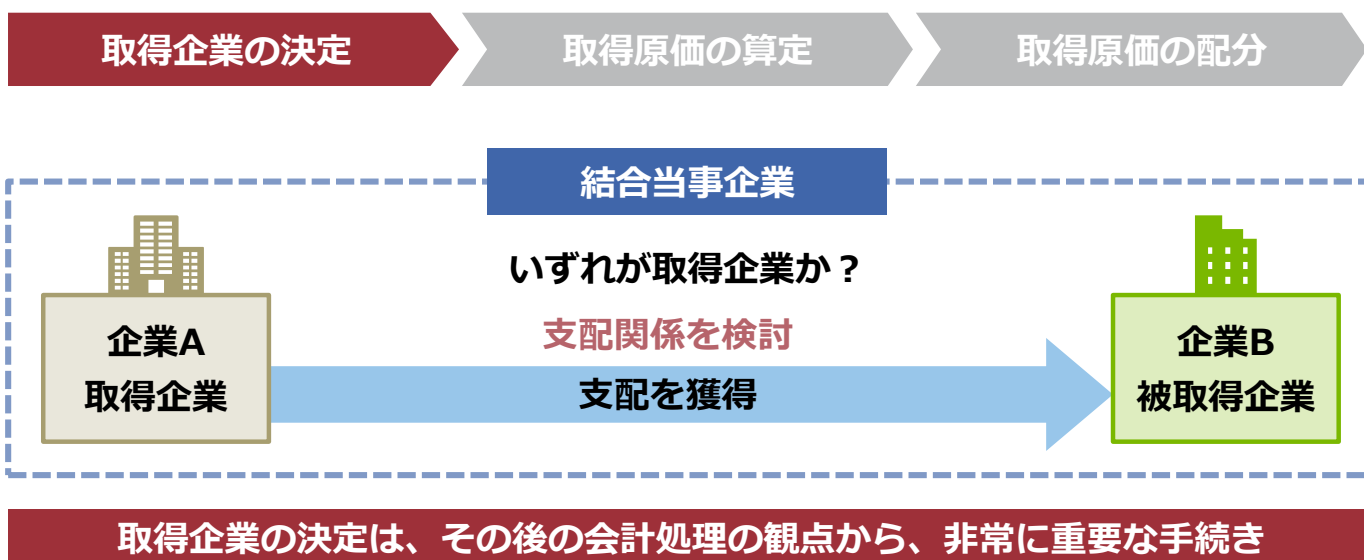 取得企業の決定
取得原価の算定
取得原価の配分
結合当事企業
いずれが取得企業か？
支配関係を検討
支配を獲得
企業A
取得企業
企業B
被取得企業
取得企業の決定は、その後の会計処理の観点から、非常に重要な手続き